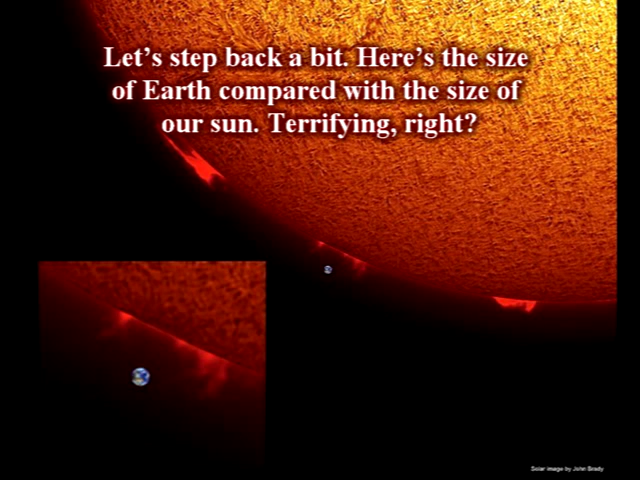 Let’s step back a bit. Here’s the size
of Earth compared with the size of
our sun. Terrifying, right?
Solar image by John Brady